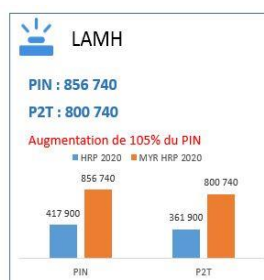 LAMH
PIN : 856 740
P2T : 800 740
Augmentation de 105% du PIN
HRP 2020 MYR HRP 2020
856 740
800 740
417 900
361 900
PIN P2T